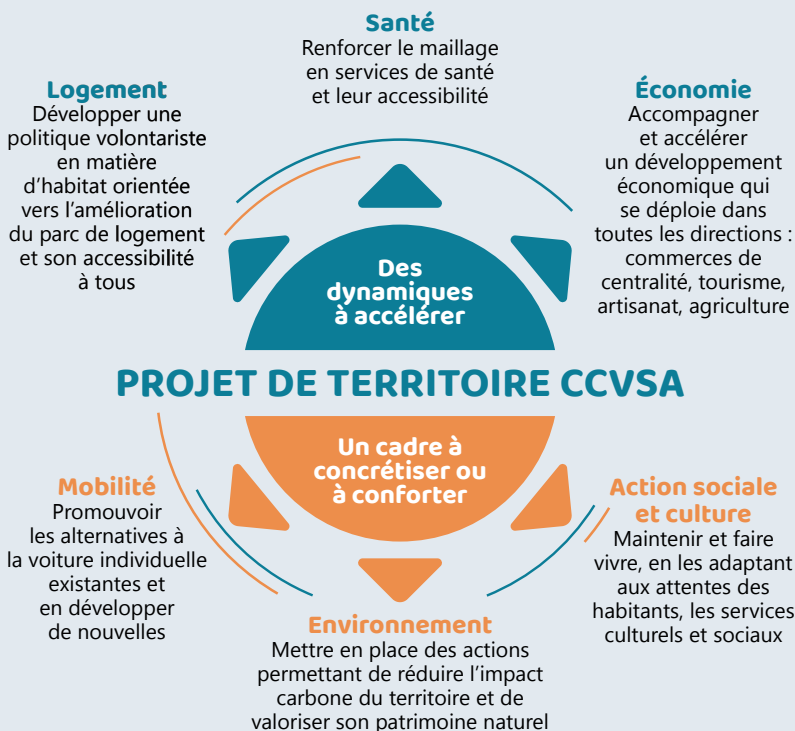 Santé
Renforcer le maillage
en services de santé
et leur accessibilité
Logement
Développer une
politique volontariste
en matière
d'habitat orientée
vers l'amélioration
du parc de logement
et son accessibilité
à tous
Économie
Accompagner
et accélérer
un développement
économique qui
se déploie dans
toutes les directions :
commerces de
centralité, tourisme,
artisanat, agriculture
Des
dynamiques
à accélérer
PROJET DE TERRITOIRE CCVSA
Un cadre à
concrétiser ou
à conforter
Mobilité
Promouvoir
les alternatives à
la voiture individuelle
existantes et
en développer
de nouvelles
Action sociale
et culture
Maintenir et faire
vivre, en les adaptant
aux attentes des
habitants, les services
culturels et sociaux
Environnement
Mettre en place des actions
permettant de réduire l'impact
carbone du territoire et de
valoriser son patrimoine naturel